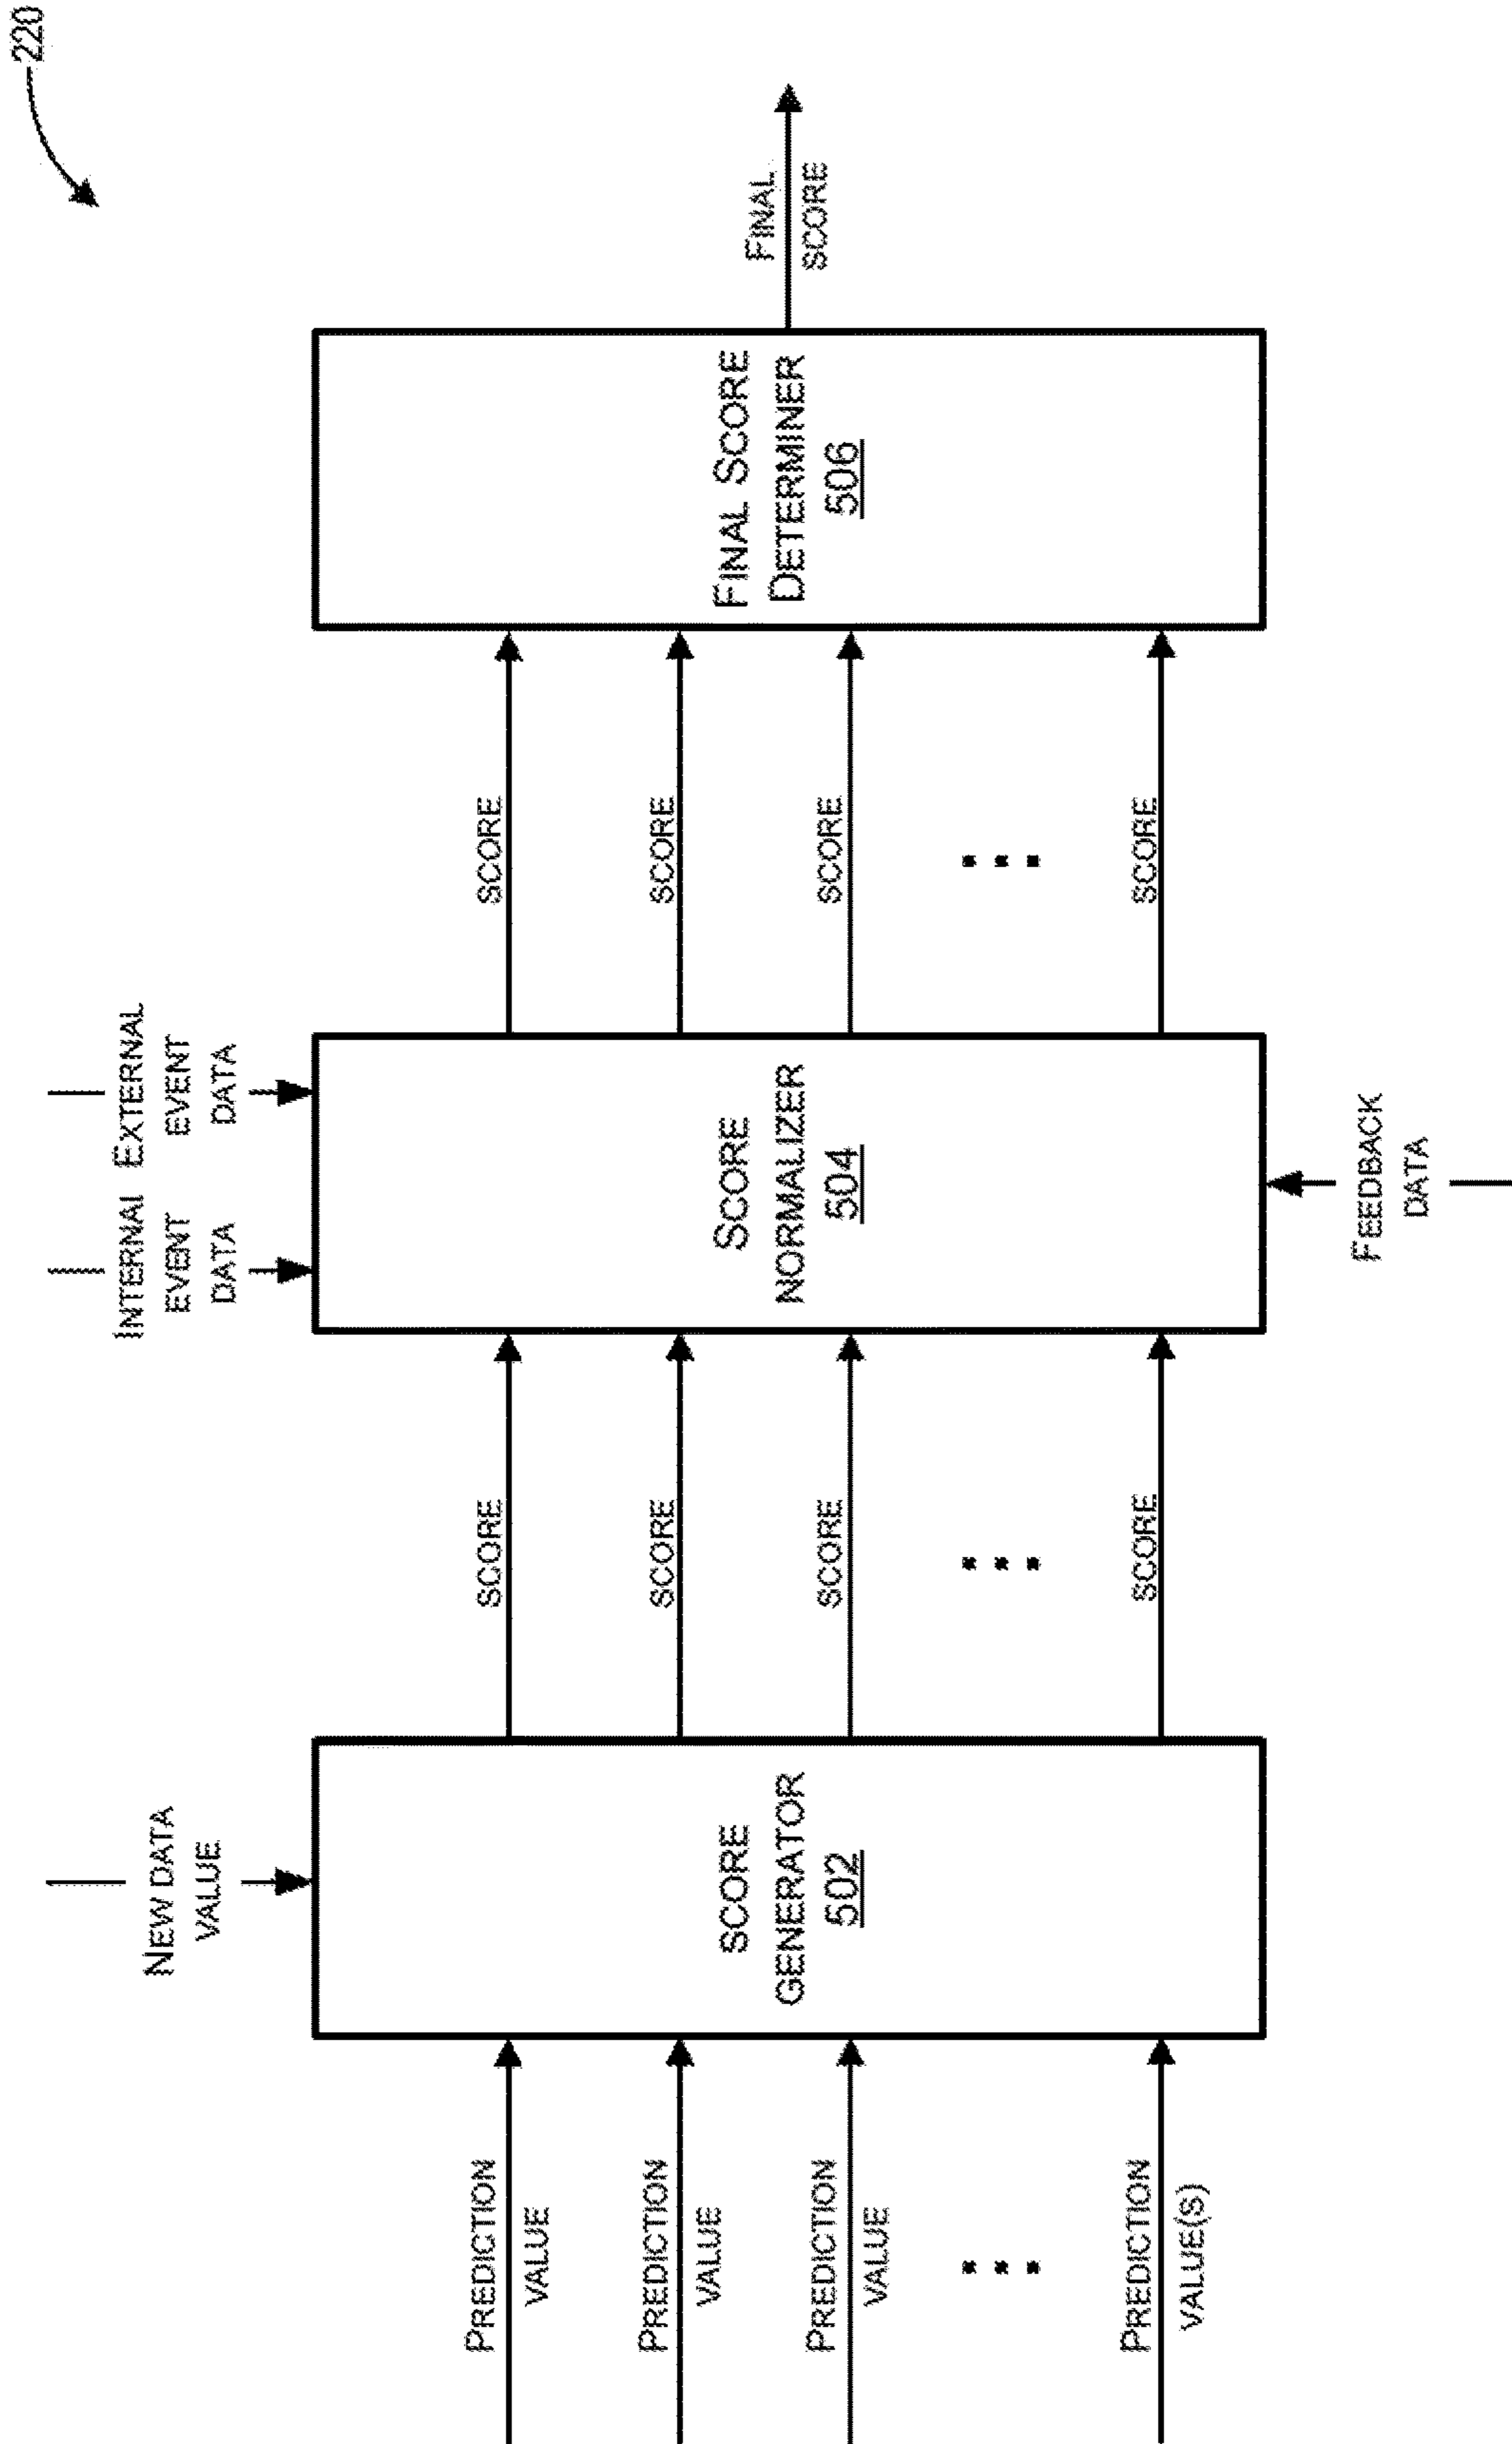 220
NEW DATA
VALUE
INTERNAL
EVENT
DATA
EXTERNAL
EVENT
DATA
PREDICTION
VALUE
PREDICTION
VALUE
PREDICTION
VALUE
PREDICTION
VALUE(S)
SCORE
GENERATOR
502
SCORE
SCORE
SCORE
SCORE
SCORE
NORMALIZER
504
SCORE
SCORE
SCORE
SCORE
FINAL SCORE
DETERMINER
506
FINAL
SCORE
FEEDBACK
DATA